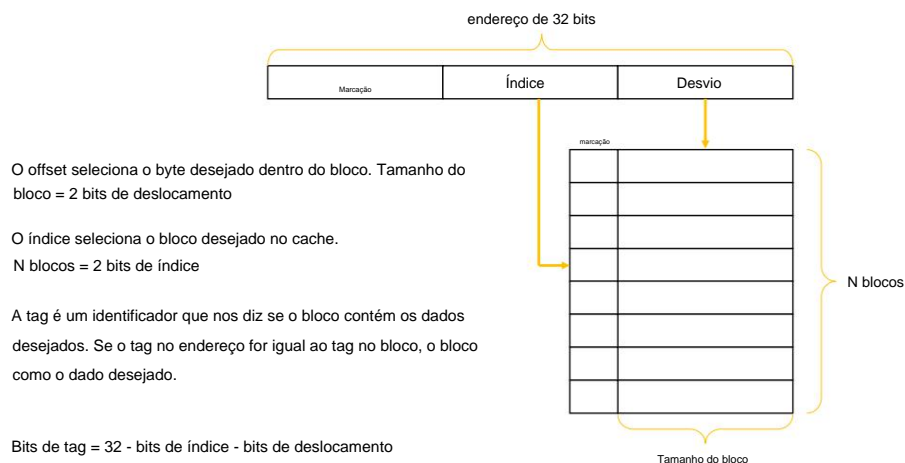 endereço de 32 bits
Marcação
Índice
Desvio
marcação
O offset seleciona o byte desejado dentro do bloco. Tamanho do
bloco = 2 bits de deslocamento
O índice seleciona o bloco desejado no cache.
N blocos = 2 bits de índice
N blocos
A tag é um identificador que nos diz se o bloco contém os dados
desejados. Se o tag no endereço for igual ao tag no bloco, o bloco
como o dado desejado.
Bits de tag = 32 - bits de índice - bits de deslocamento
Tamanho do bloco